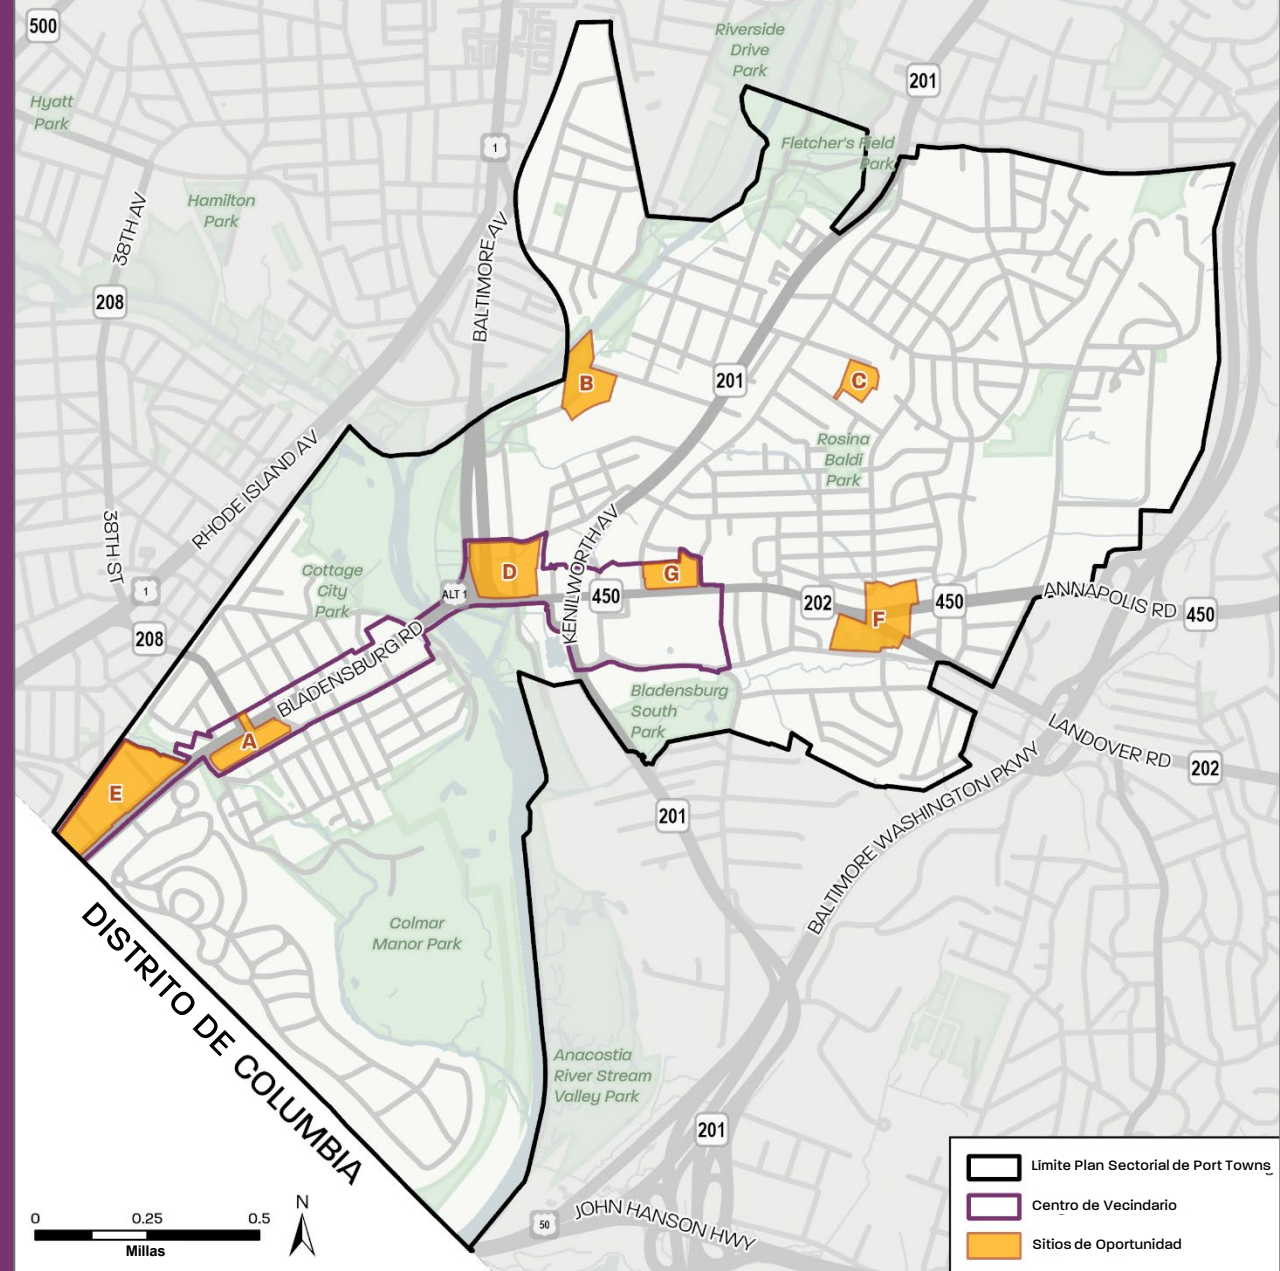 500
Riverside
Drive
Park
201
Hyatt
Park
1
Fletcher's Field
Park
Hamilton
Park
38TH AV
BALTIMORE AV
208
B
201
C
RHODE ISLAND AV
Rosina
Baldi
Park
38TH ST
KENILWORTH AV
Cottage
City
Park
D
G
1
ALT 1
450
202
450
ANNAPOLIS RD
450
208
F
BLADENSBURG RD
Bladensburg
South
Park
A
LANDOVER RD
202
E
201
BALTIMORE WASHINGTON PKWY
DISTRITO DE COLUMBIA
Colmar
Manor Park
Anacostia
River Stream
Valley Park
201
50
JOHN HANSON HWY
N
0 0.25 0.5
Millas
Límite Plan Sectorial de Port Towns
Centro de Vecindario
Sitios de Oportunidad